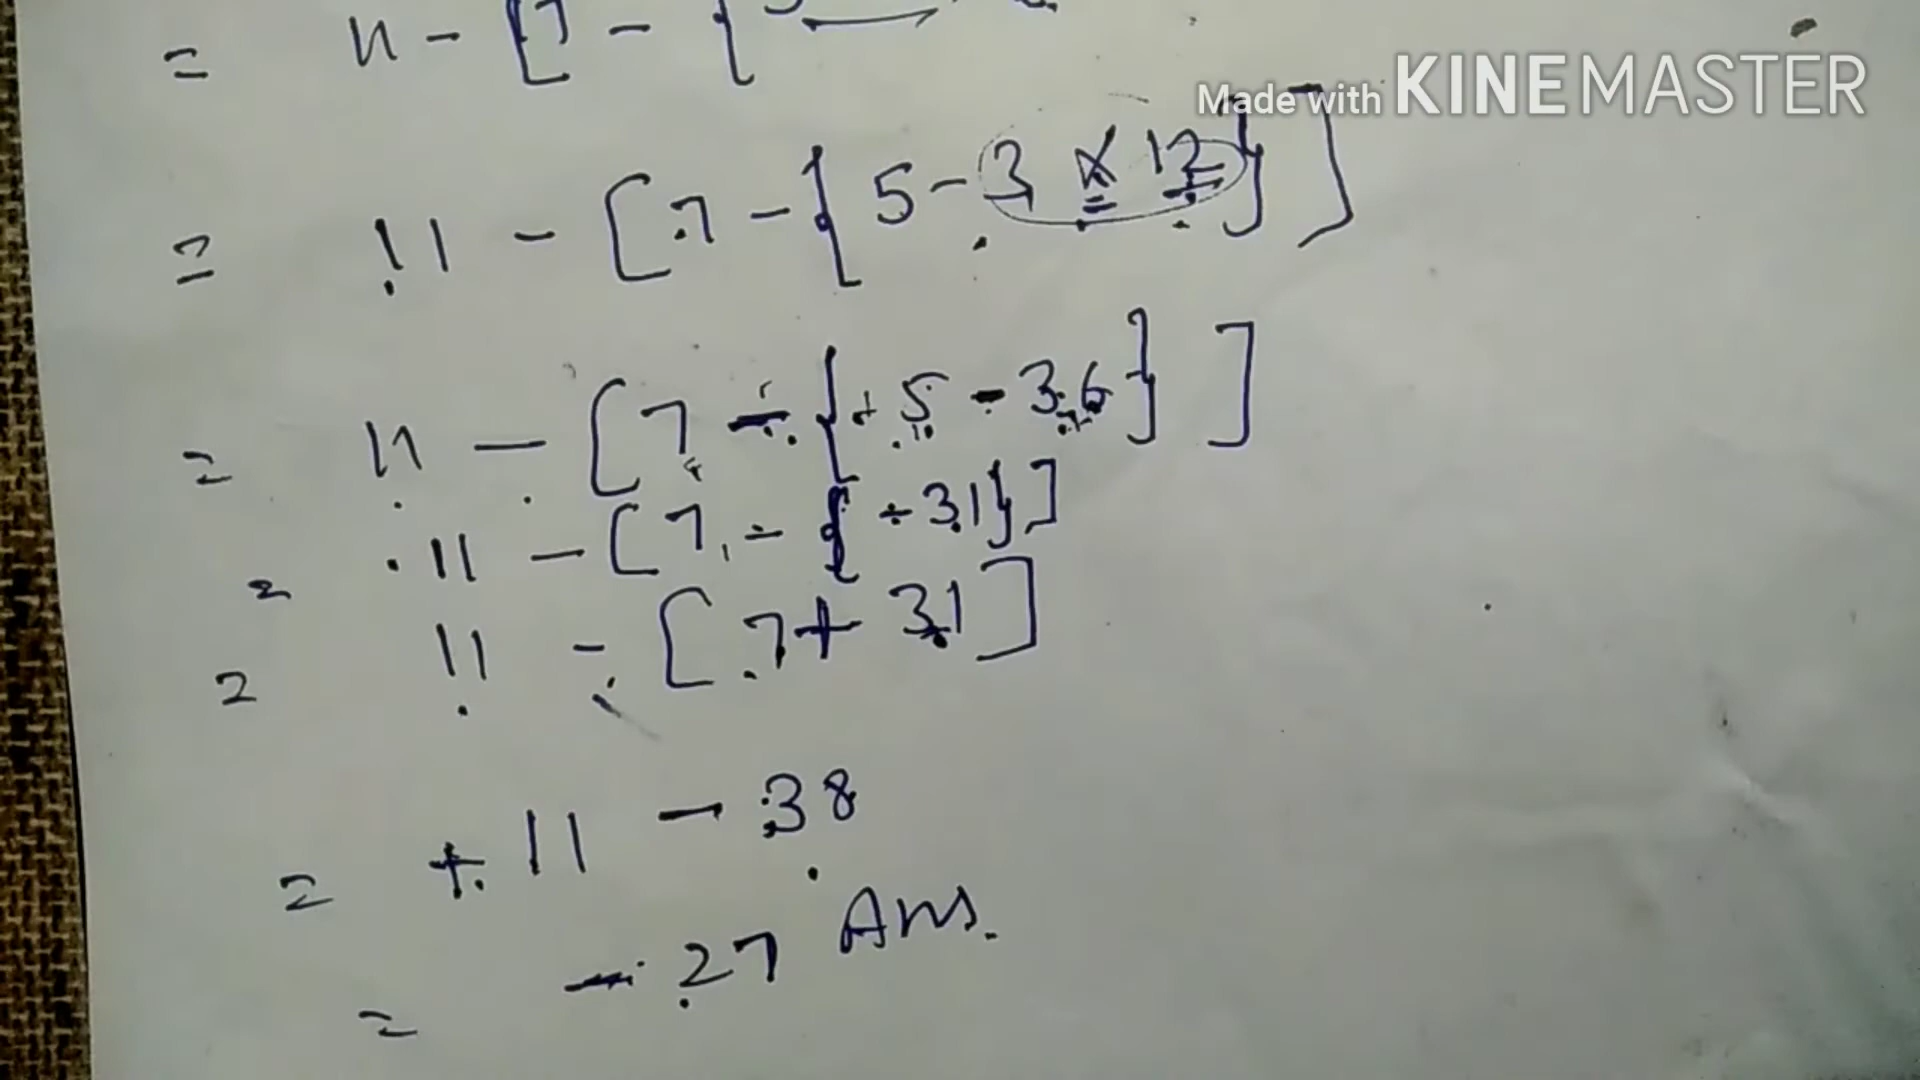 = 11 - [7 - {
Made with KINEMASTER
= 11 - [7 - { 5 - 3 × 12 } ]
= 11 - [7 - { + 5 - 36 } ]
= 11 - [7 - { - 31 } ]
= 11 - [7 + 31 ]
= + 11 - 38
= - 27 Ans.